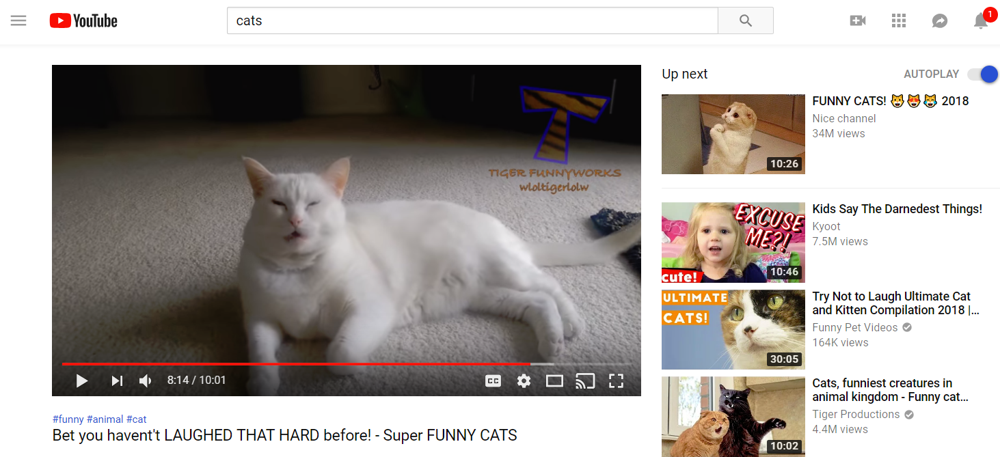 YouTube
cats
1
T
TIGER FUNNYWORKS
wloltigerlolw
8:14 / 10:01
CC
#funny #animal #cat
Bet you havent't LAUGHED THAT HARD before! - Super FUNNY CATS
Up next
AUTOPLAY
FUNNY CATS! 😺😻😹 2018
Nice channel
34M views
10:26
EXCUSE
ME?!
cute!
10:46
Kids Say The Darnedest Things!
Kyoot
7.5M views
ULTIMATE
CATS!
30:05
Try Not to Laugh Ultimate Cat
and Kitten Compilation 2018 |...
Funny Pet Videos
164K views
10:02
Cats, funniest creatures in
animal kingdom - Funny cat...
Tiger Productions
4.4M views